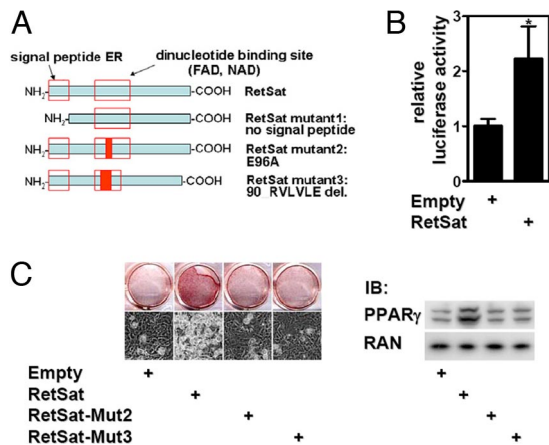 A
signal peptide ER
dinucleotide binding site
(FAD, NAD)
NH2- -COOH RetSat
NH2- -COOH RetSat mutant1:
no signal peptide
NH2- -COOH RetSat mutant2:
E96A
NH2- -COOH RetSat mutant3:
90_RVLVLE del.
B
relative
luciferase activity
3
2
1
0
*
Empty +
RetSat +
C
Empty +
RetSat +
RetSat-Mut2 +
RetSat-Mut3 +
IB:
PPARγ
RAN
+
+
+
+